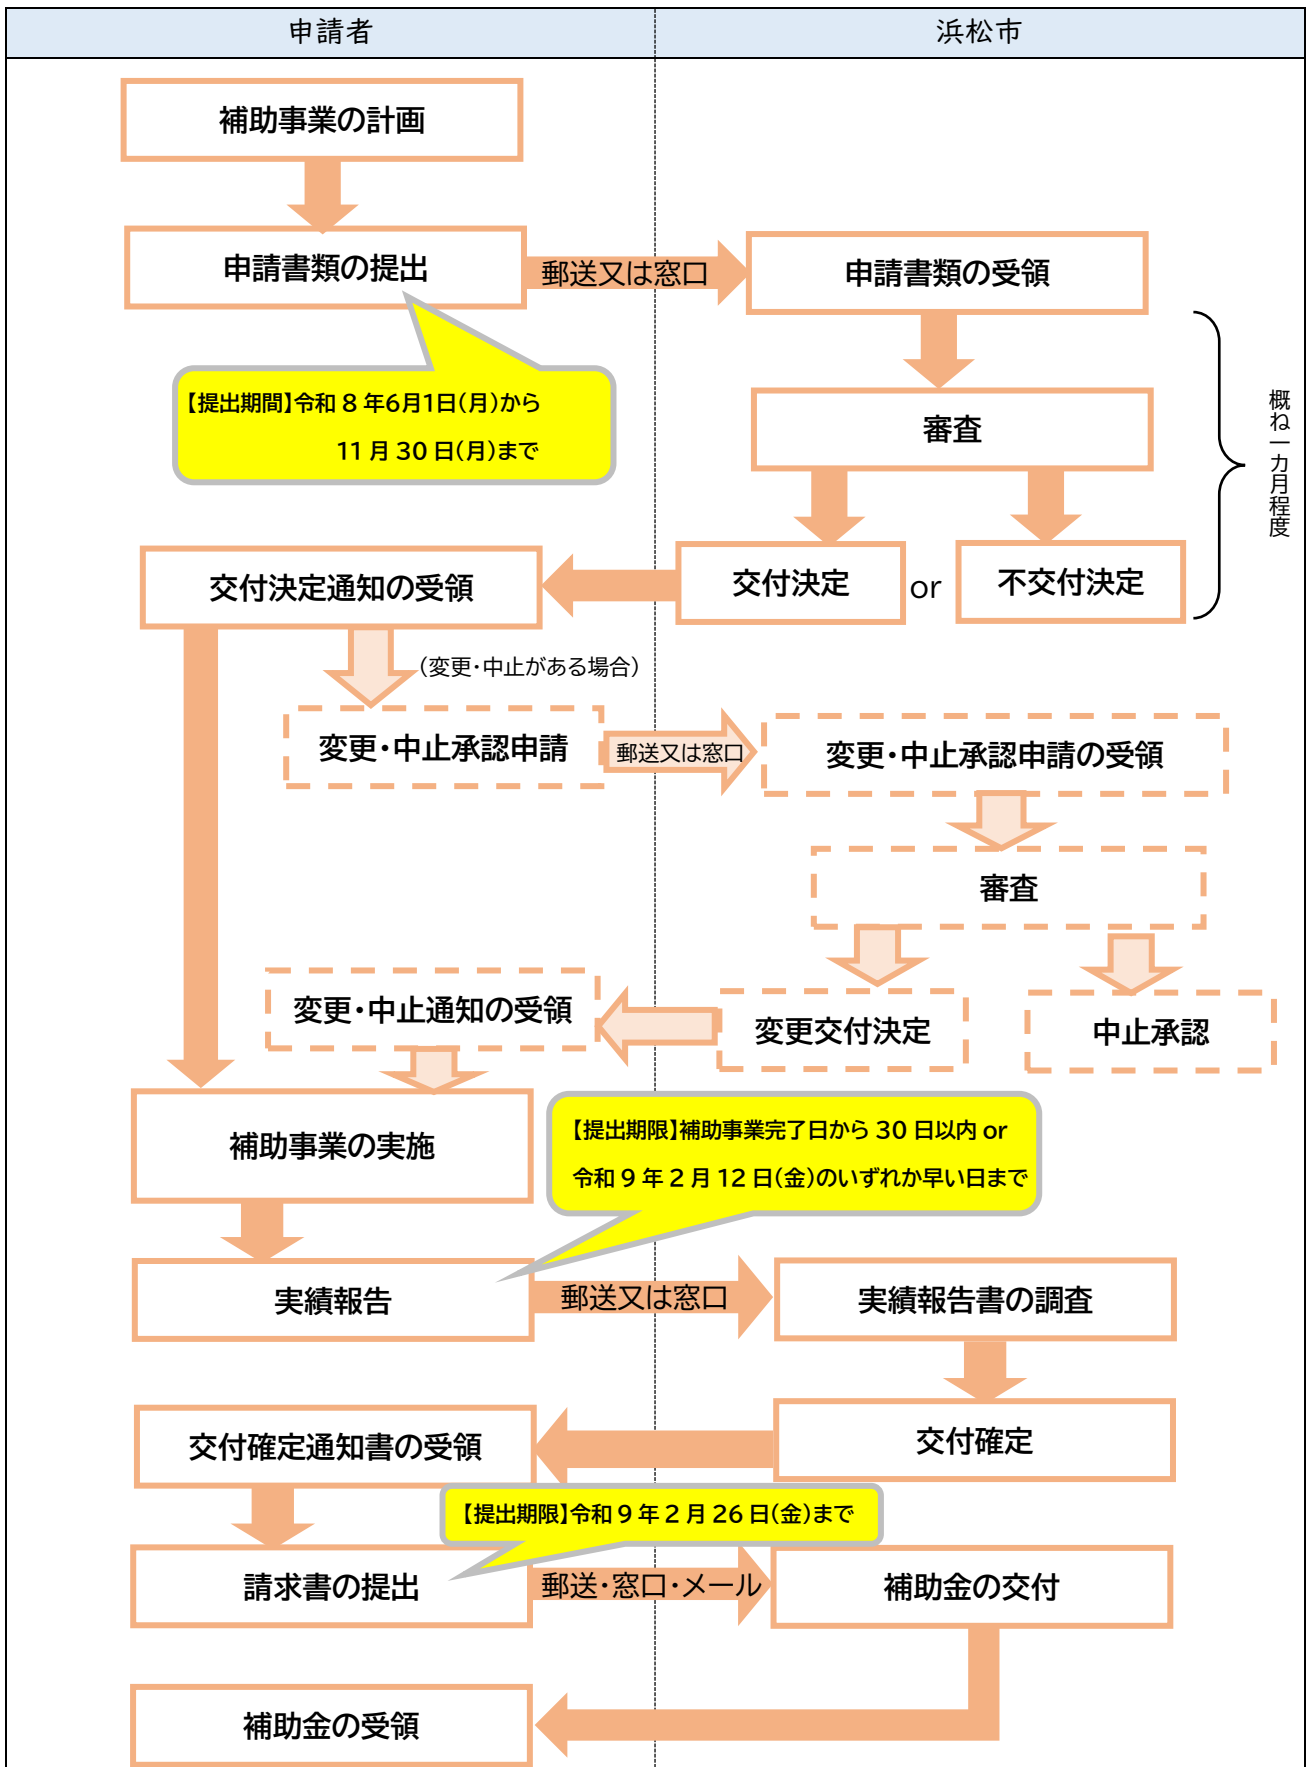 申請者
浜松市
補助事業の計画
申請書類の提出
郵送又は窓口
申請書類の受領
【提出期間】令和 8 年6月1日(月)から
11 月 30 日(月)まで
審査
概ね一カ月程度
交付決定通知の受領
交付決定
or
不交付決定
(変更・中止がある場合)
変更・中止承認申請
郵送又は窓口
変更・中止承認申請の受領
審査
変更・中止通知の受領
変更交付決定
中止承認
補助事業の実施
【提出期限】補助事業完了日から 30 日以内 or
令和 9 年 2 月 12 日(金)のいずれか早い日まで
実績報告
郵送又は窓口
実績報告書の調査
交付確定通知書の受領
交付確定
【提出期限】令和 9 年 2 月 26 日(金)まで
請求書の提出
郵送・窓口・メール
補助金の交付
補助金の受領